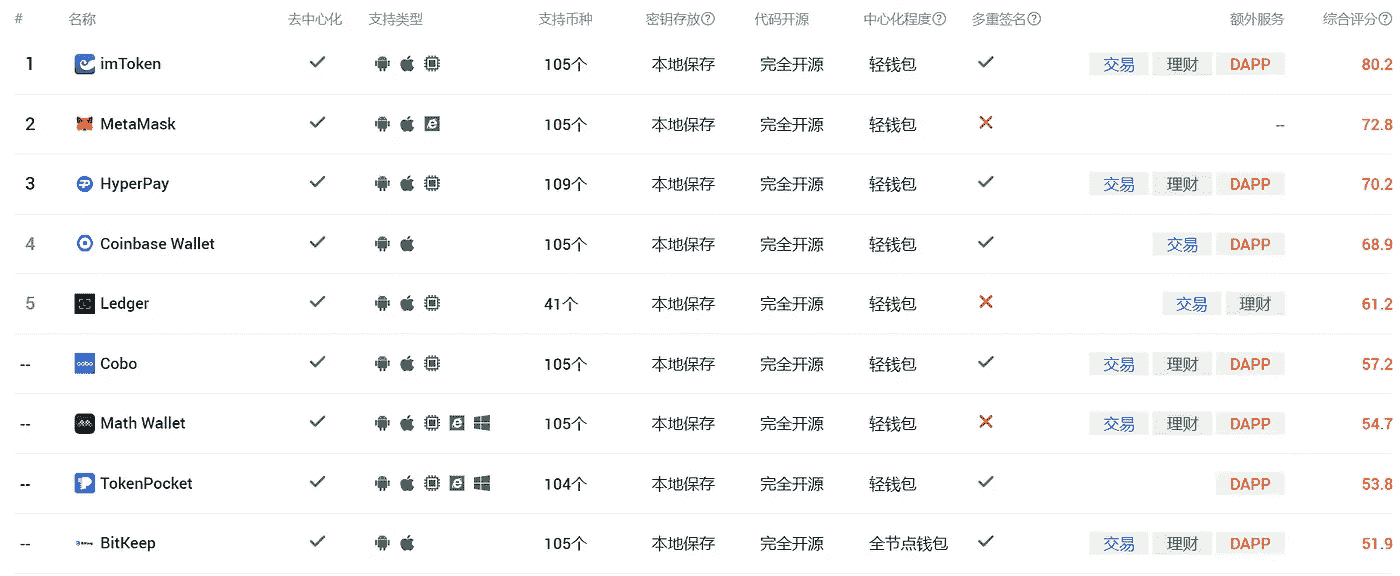 # 名称 去中心化 支持类型 支持币种 密钥存放? 代码开源 中心化程度? 多重签名? 额外服务 综合评分?
1 imToken 105个 本地保存 完全开源 轻钱包 交易 理财 DAPP 80.2
2 MetaMask 105个 本地保存 完全开源 轻钱包 -- 72.8
3 HyperPay 109个 本地保存 完全开源 轻钱包 交易 理财 DAPP 70.2
4 Coinbase Wallet 105个 本地保存 完全开源 轻钱包 交易 DAPP 68.9
5 Ledger 41个 本地保存 完全开源 轻钱包 交易 理财 61.2
-- Cobo 105个 本地保存 完全开源 轻钱包 交易 理财 DAPP 57.2
-- Math Wallet 105个 本地保存 完全开源 轻钱包 交易 理财 DAPP 54.7
-- TokenPocket 104个 本地保存 完全开源 轻钱包 DAPP 53.8
-- BitKeep 105个 本地保存 完全开源 全节点钱包 交易 理财 DAPP 51.9